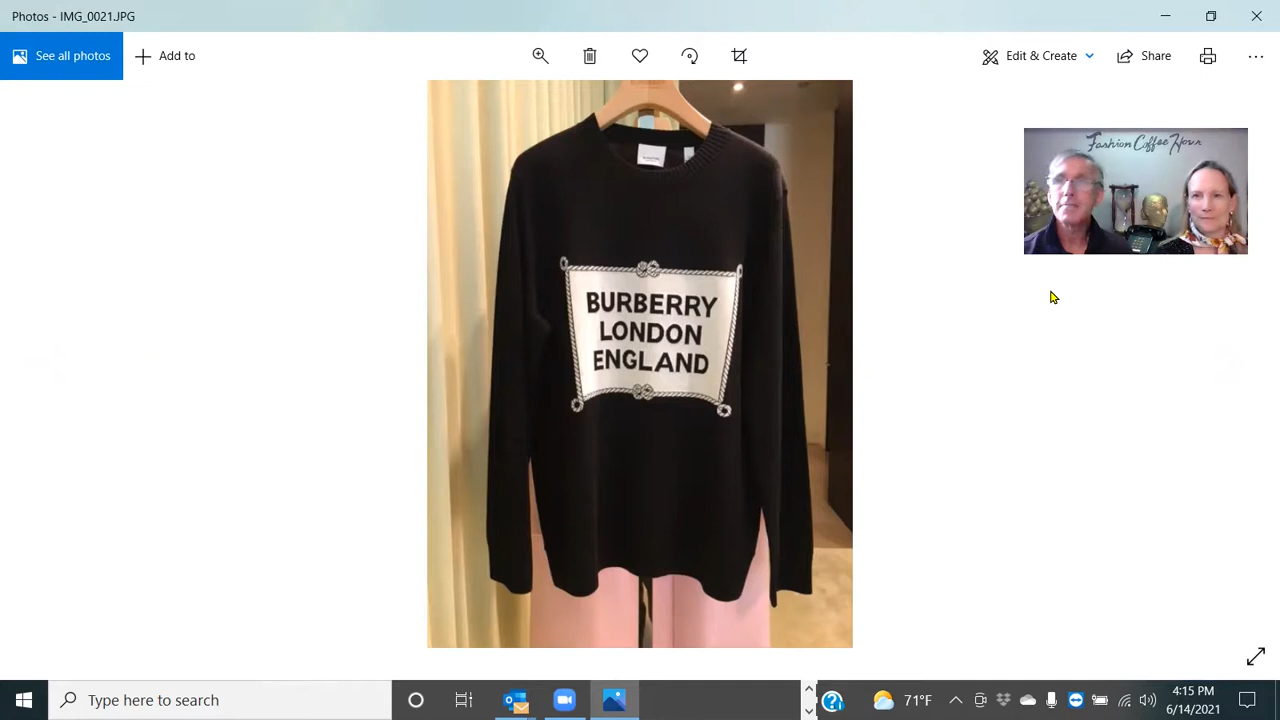 Photos - IMG_0021.JPG
See all photos
Add to
Edit & Create
Share
Fashion Coffee Hour
BURBERRY
LONDON
ENGLAND
Type here to search
71°F
4:15 PM
6/14/2021